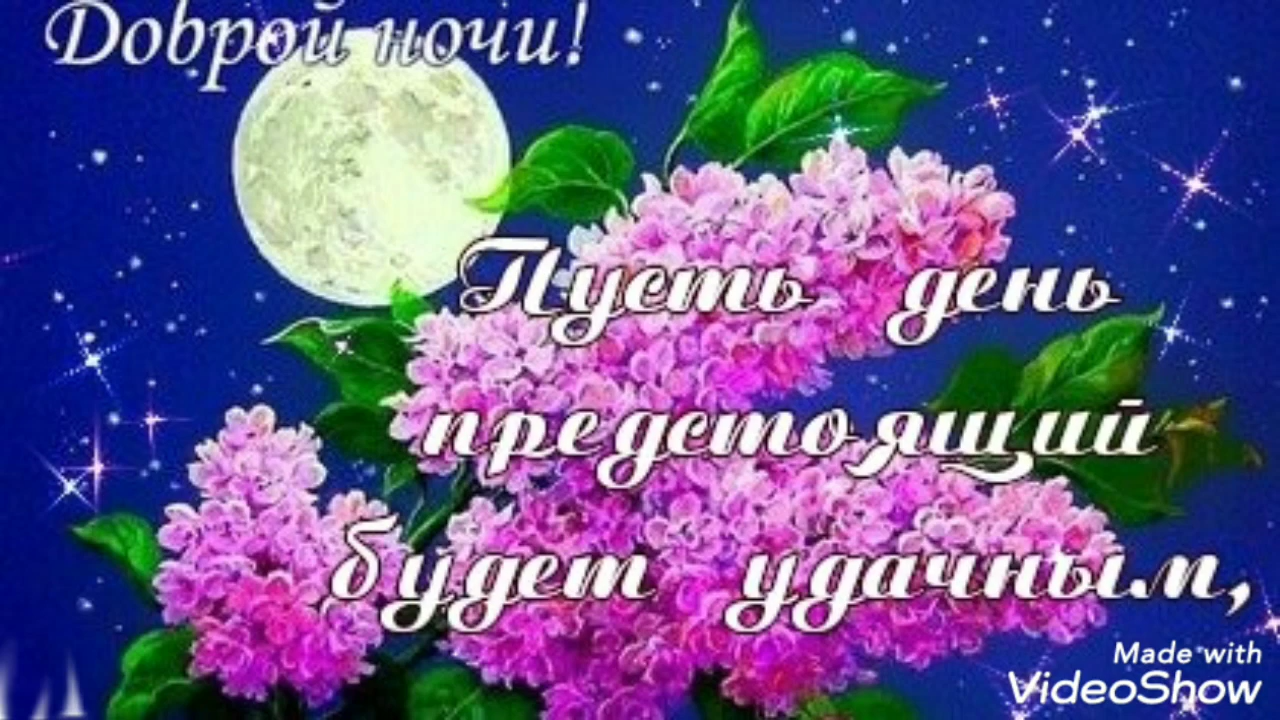 Доброй ночи!
Пусть день
предстоящий
будет удачным,
Made with
VideoShow